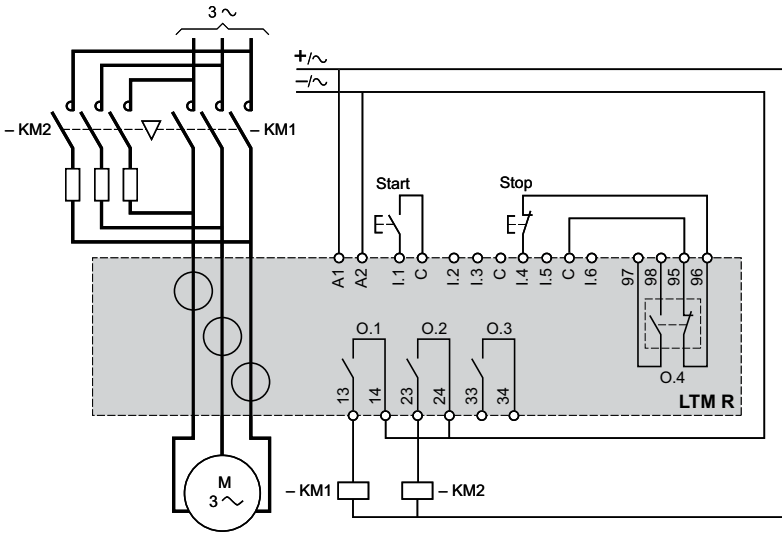 3 ~
+/~
–/~
– KM2
– KM1
Start
Stop
A1 A2 I.1 C I.2 I.3 C I.4 I.5 C I.6 97 98 95 96
O.1 O.2 O.3
O.4
13 14 23 24 33 34
LTM R
M
3 ~
– KM1
– KM2